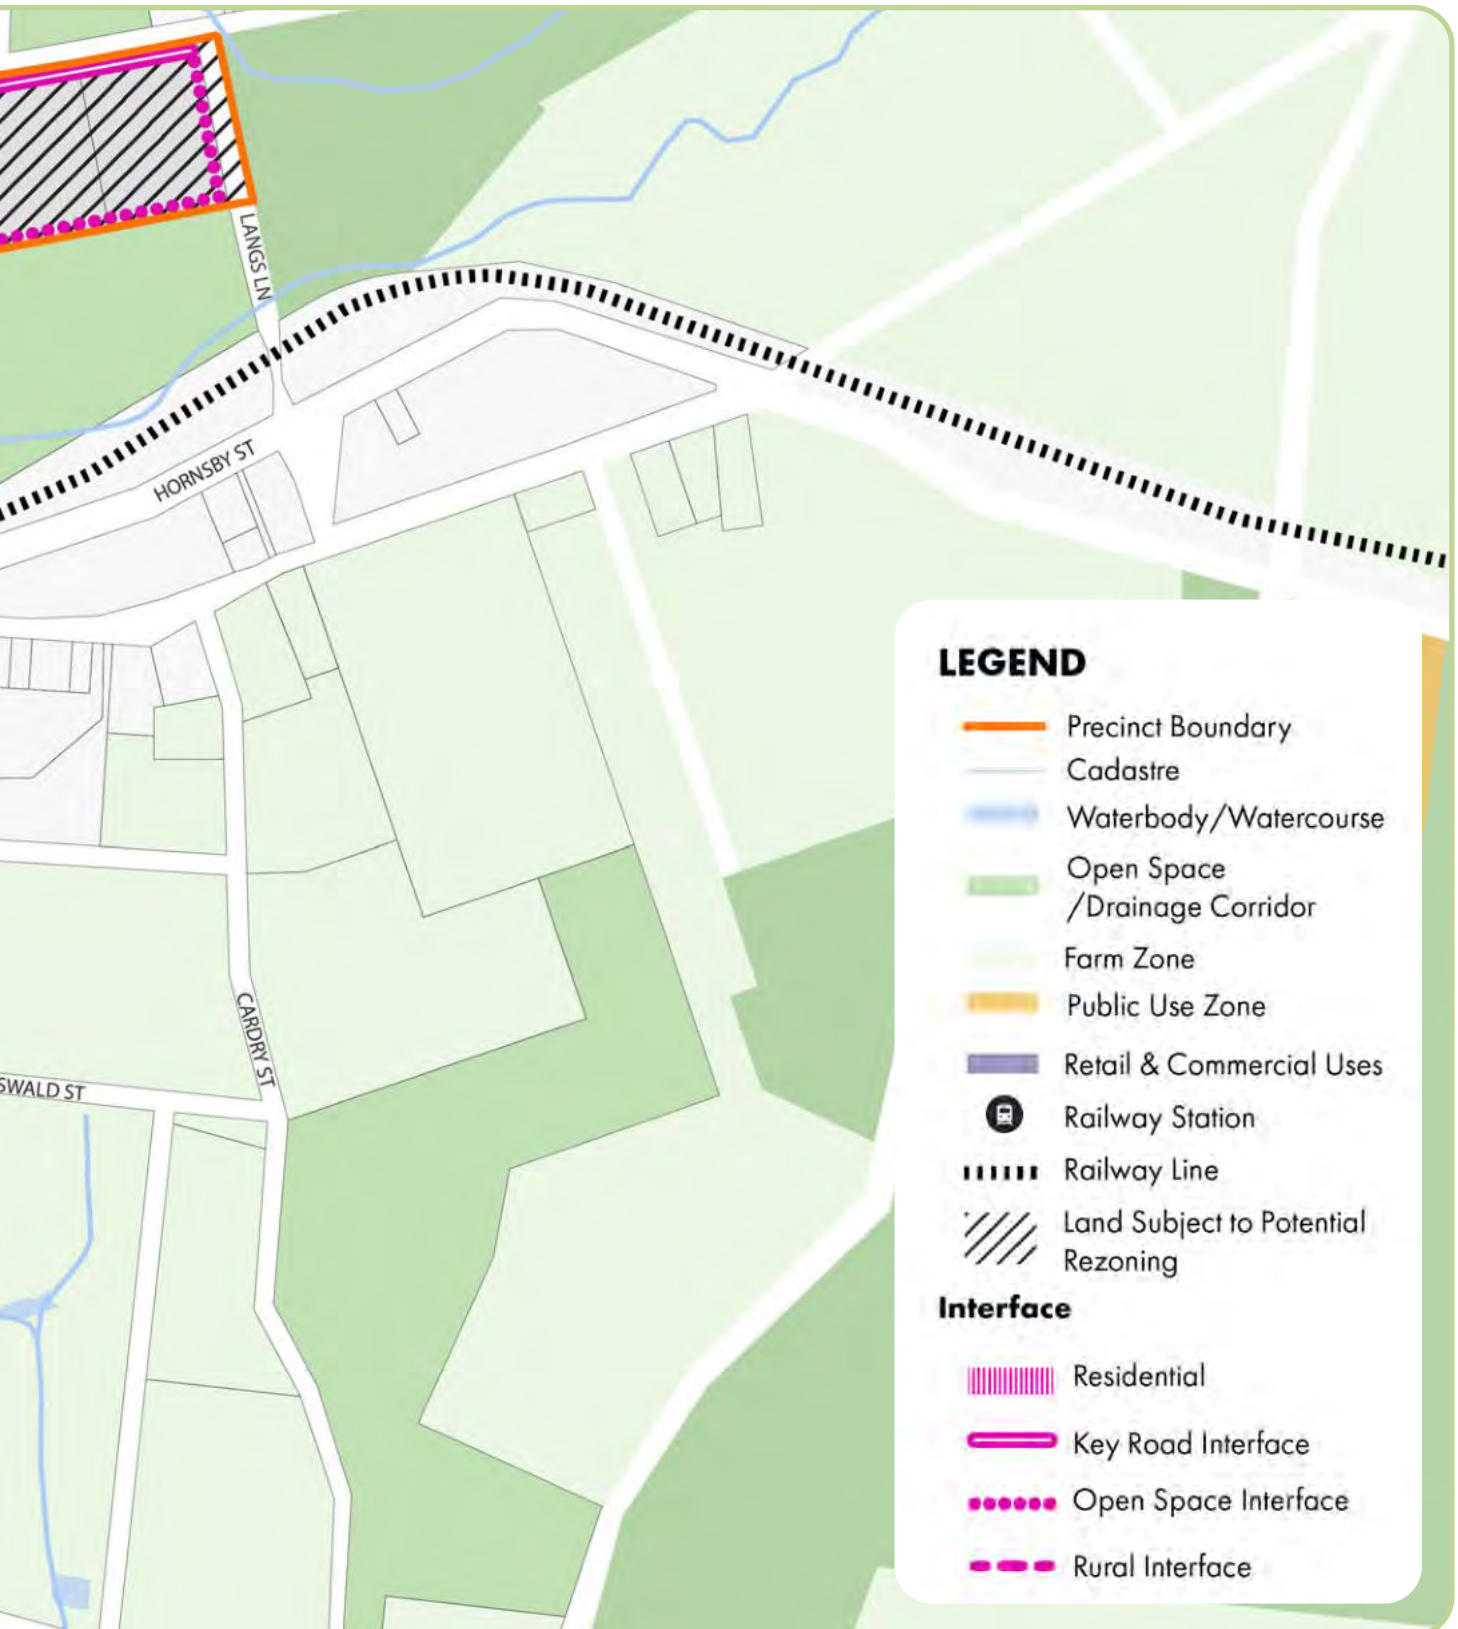 LANGS LN
HORNSBY ST
CARDRY ST
SWALD ST
LEGEND
Precinct Boundary
Cadastre
Waterbody/Watercourse
Open Space
/Drainage Corridor
Farm Zone
Public Use Zone
Retail & Commercial Uses
Railway Station
Railway Line
Land Subject to Potential
Rezoning
Interface
Residential
Key Road Interface
Open Space Interface
Rural Interface